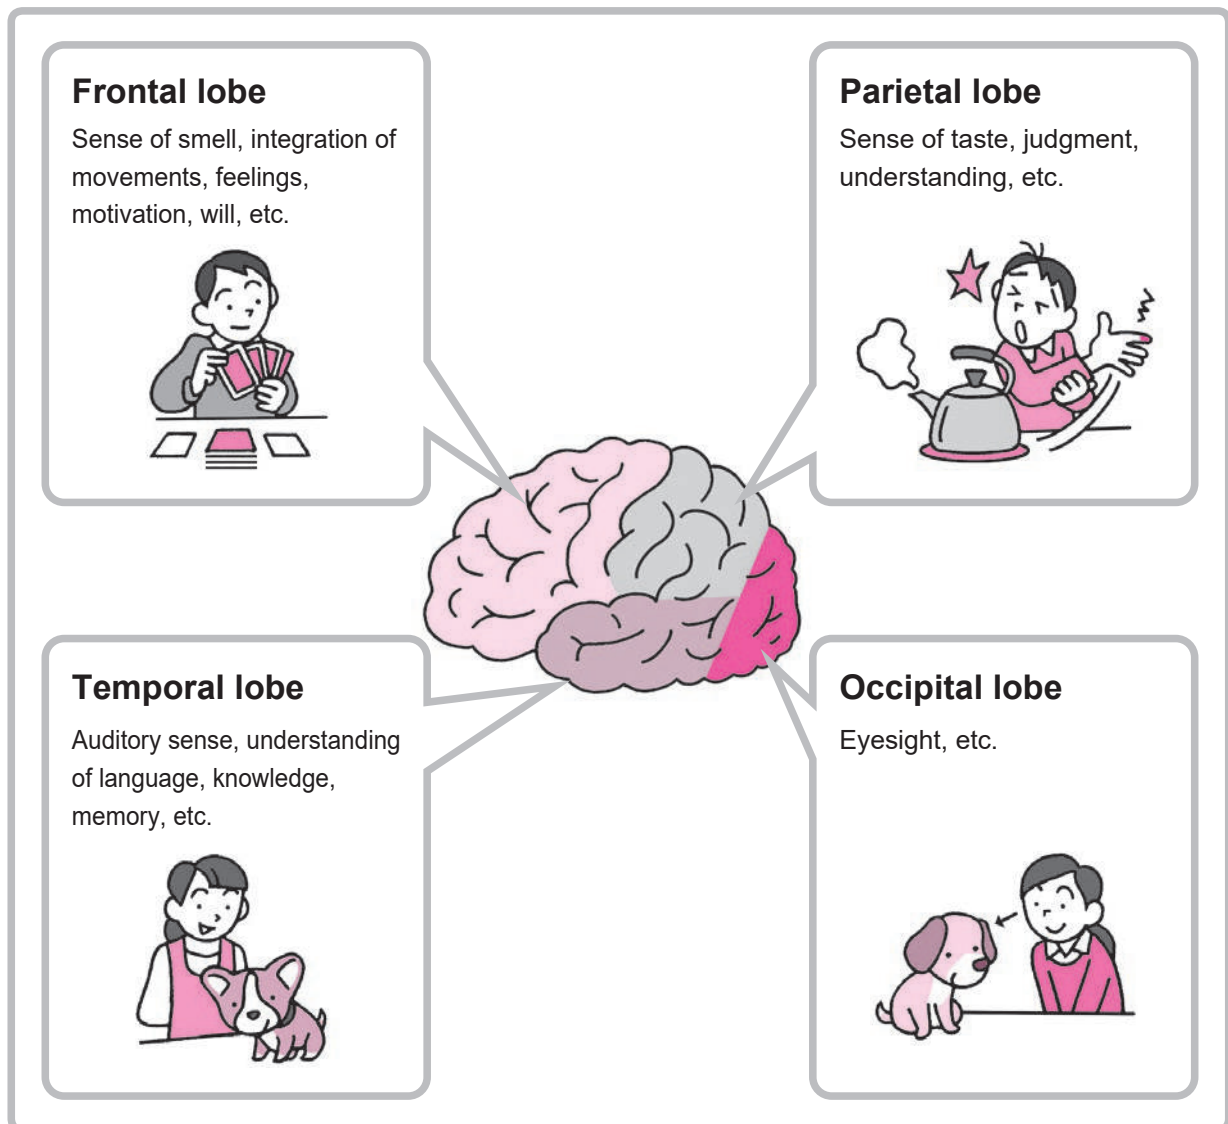 Frontal lobe
Sense of smell, integration of
movements, feelings,
motivation, will, etc.
Parietal lobe
Sense of taste, judgment,
understanding, etc.
Temporal lobe
Auditory sense, understanding
of language, knowledge,
memory, etc.
Occipital lobe
Eyesight, etc.